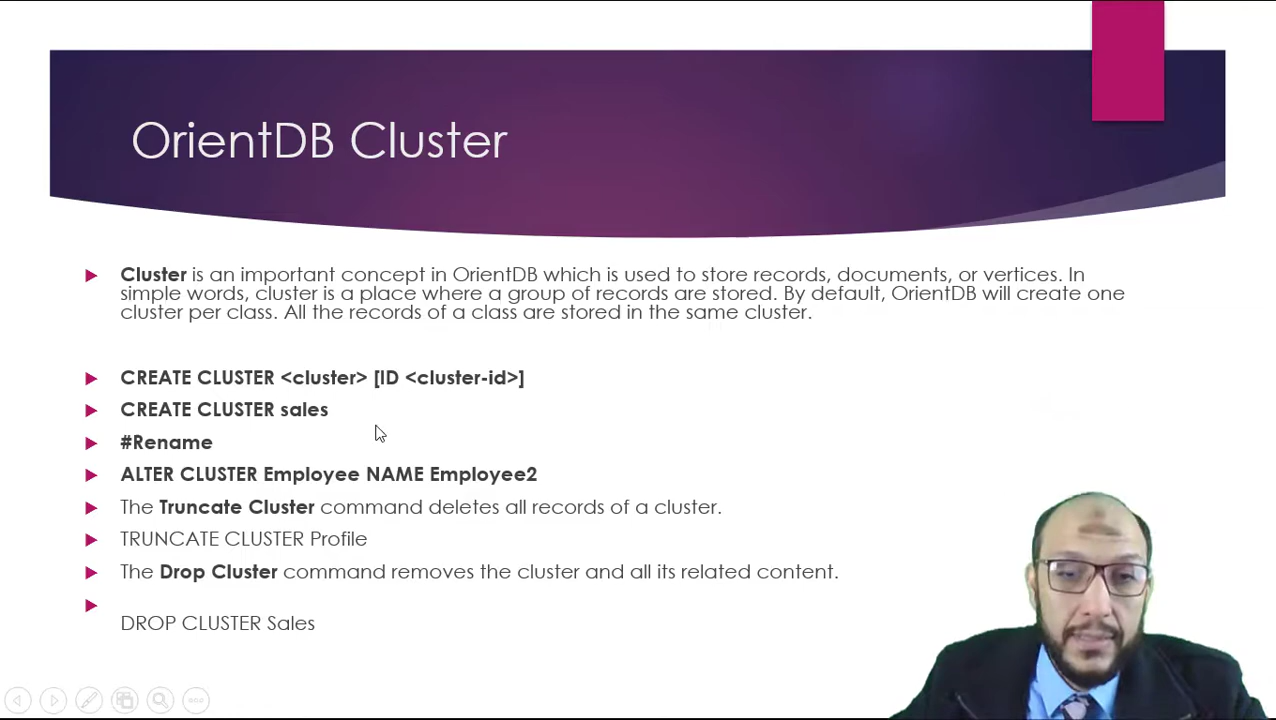 OrientDB Cluster
Cluster is an important concept in OrientDB which is used to store records, documents, or vertices. In
simple words, cluster is a place where a group of records are stored. By default, OrientDB will create one
cluster per class. All the records of a class are stored in the same cluster.
CREATE CLUSTER <cluster> [ID <cluster-id>]
CREATE CLUSTER sales
#Rename
ALTER CLUSTER Employee NAME Employee2
The Truncate Cluster command deletes all records of a cluster.
TRUNCATE CLUSTER Profile
The Drop Cluster command removes the cluster and all its related content.
DROP CLUSTER Sales